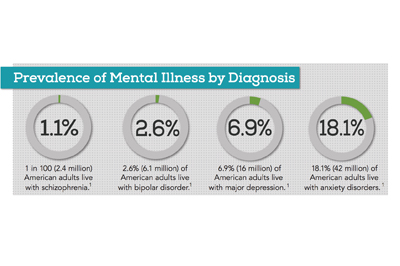 Prevalence of Mental Illness by Diagnosis
1.1%
2.6%
6.9%
18.1%
1 in 100 (2.4 million)
American adults live
with schizophrenia.¹
2.6% (6.1 million) of
American adults live
with bipolar disorder.¹
6.9% (16 million) of
American adults live
with major depression. ¹
18.1% (42 million) of
American adults live
with anxiety disorders. ¹